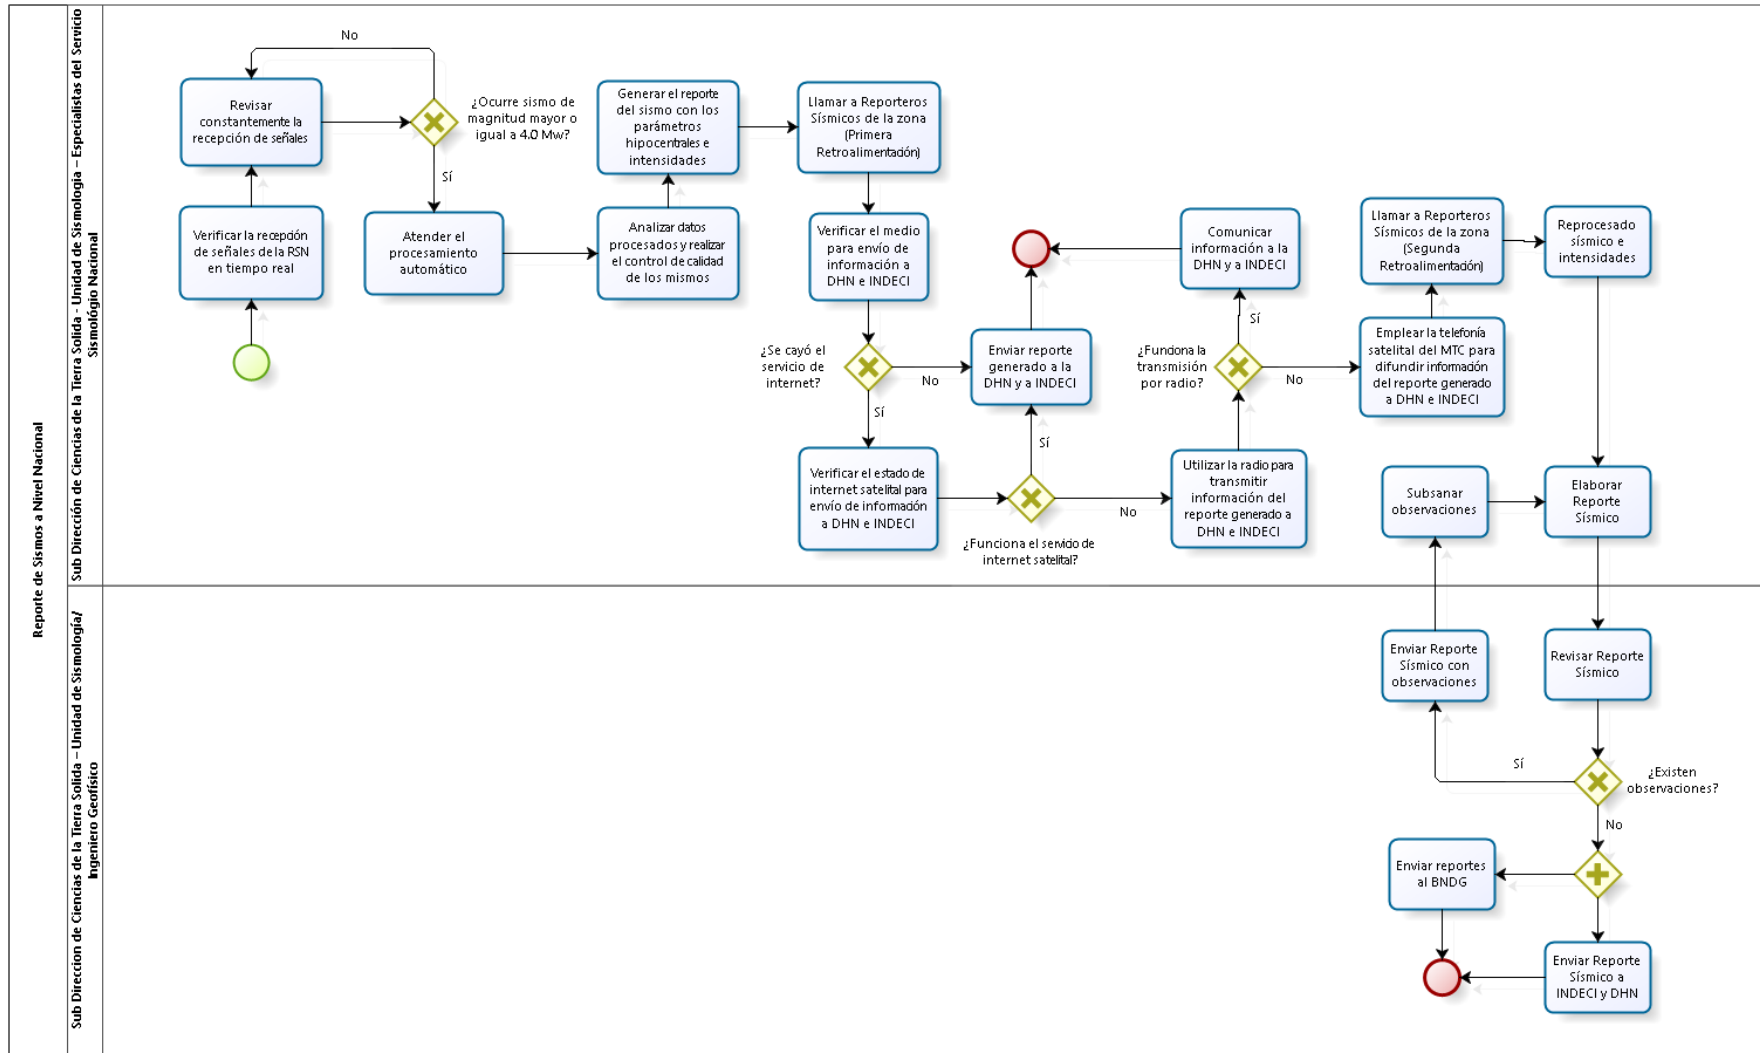 Reporte de Sismos a Nivel Nacional
Sub Dirección de Ciencias de la Tierra Solida - Unidad de Sismologia – Especialistas del Servicio
Sismológio Nacional
No
Revisar
constantemente la
recepción de señales
¿Ocurre sismo de
magnitud mayor o
igual a 4.0 Mw?
Sí
Verificar la recepción
de señales de la RSN
en tiempo real
Atender el
procesamiento
automático
Generar el reporte
del sismo con los
parámetros
hipocentrales e
intensidades
Analizar datos
procesados y realizar
el control de calidad
de los mismos
Llamar a Reporteros
Sísmicos de la zona
(Primera
Retroalimentación)
Verificar el medio
para envío de
información a
DHN e INDECI
¿Se cayó el
servicio de
internet?
No
Sí
Enviar reporte
generado a la
DHN y a INDECI
Verificar el estado de
internet satelital para
envío de información
a DHN e INDECI
Sí
No
¿Funciona el servicio de
internet satelital?
Comunicar
información a la
DHN y a INDECI
Sí
¿Funciona la
transmisión
por radio?
No
Utilizar la radio para
transmitir
información del
reporte generado a
DHN e INDECI
Llamar a Reporteros
Sísmicos de la zona
(Segunda
Retroalimentación)
Emplear la telefonía
satelital del MTC para
difundir información
del reporte generado
a DHN e INDECI
Reprocesado
sísmico e
intensidades
Subsanar
observaciones
Elaborar
Reporte
Sísmico
Sub Direccion de Ciencias de la Tierra Solida – Unidad de Sismología/
Ingeniero Geofísico
Enviar Reporte
Sísmico con
observaciones
Revisar Reporte
Sísmico
Sí
¿Existen
observaciones?
No
Enviar reportes
al BNDG
Enviar Reporte
Sísmico a
INDECI y DHN